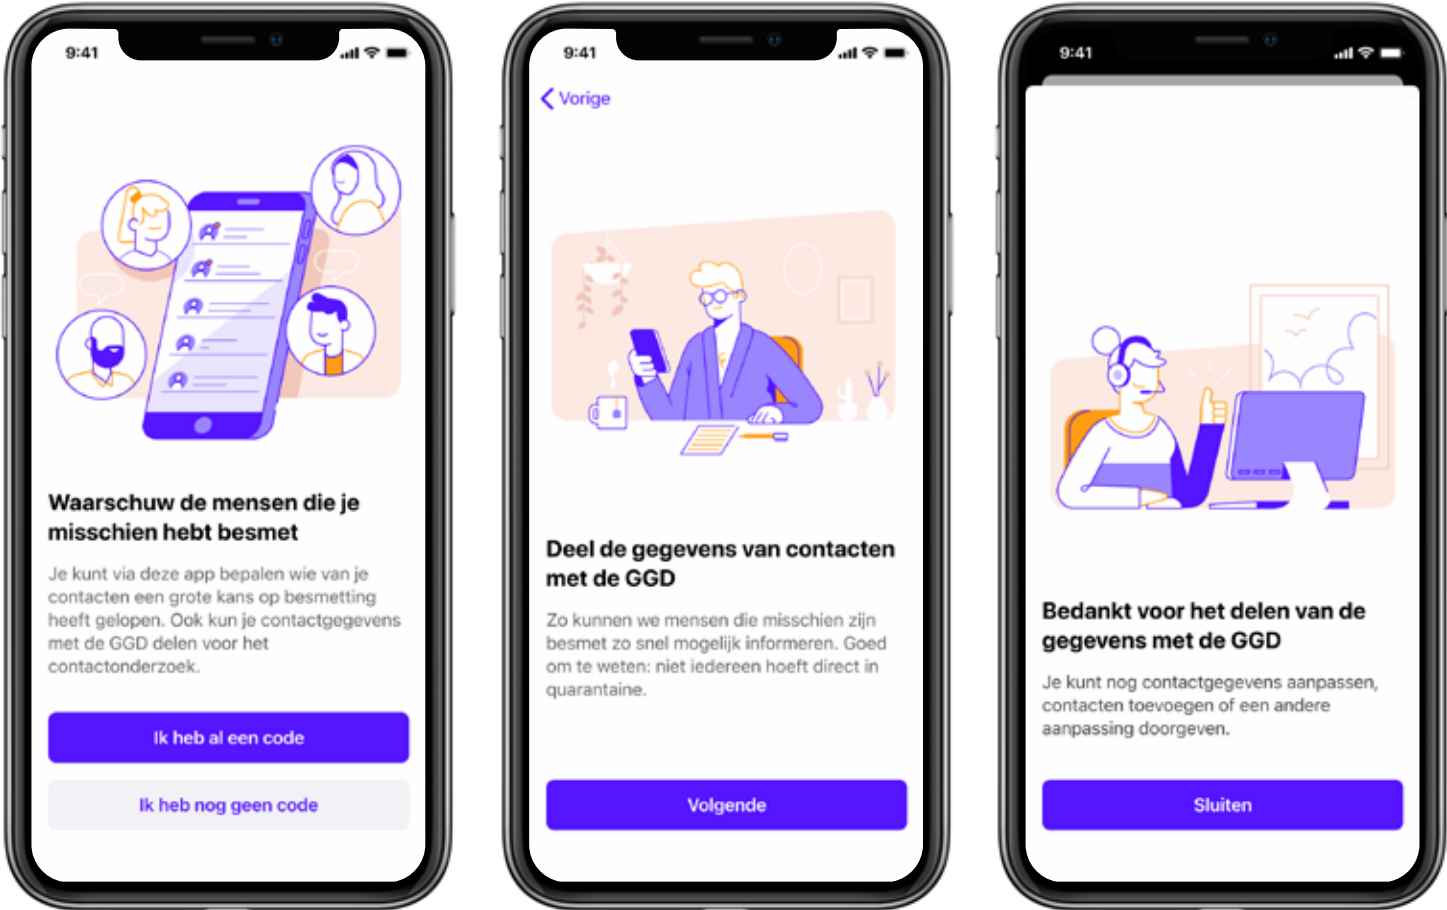 9:41
Waarschuw de mensen die je
misschien hebt besmet
Je kunt via deze app bepalen wie van je
contacten een grote kans op besmetting
heeft gelopen. Ook kun je contactgegevens
met de GGD delen voor het
contactonderzoek.
Ik heb al een code
Ik heb nog geen code
9:41
Vorige
Deel de gegevens van contacten
met de GGD
Zo kunnen we mensen die misschien zijn
besmet zo snel mogelijk informeren. Goed
om te weten: niet iedereen hoeft direct in
quarantaine.
Volgende
9:41
Bedankt voor het delen van de
gegevens met de GGD
Je kunt nog contactgegevens aanpassen,
contacten toevoegen of een andere
aanpassing doorgeven.
Sluiten